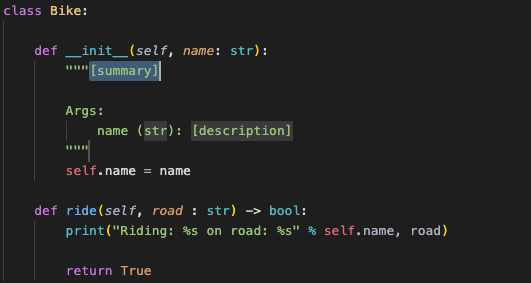 class Bike:
def __init__(self, name: str):
"""[summary]
Args:
name (str): [description]
"""
self.name = name
def ride(self, road : str) -> bool:
print("Riding: %s on road: %s" % self.name, road)
return True